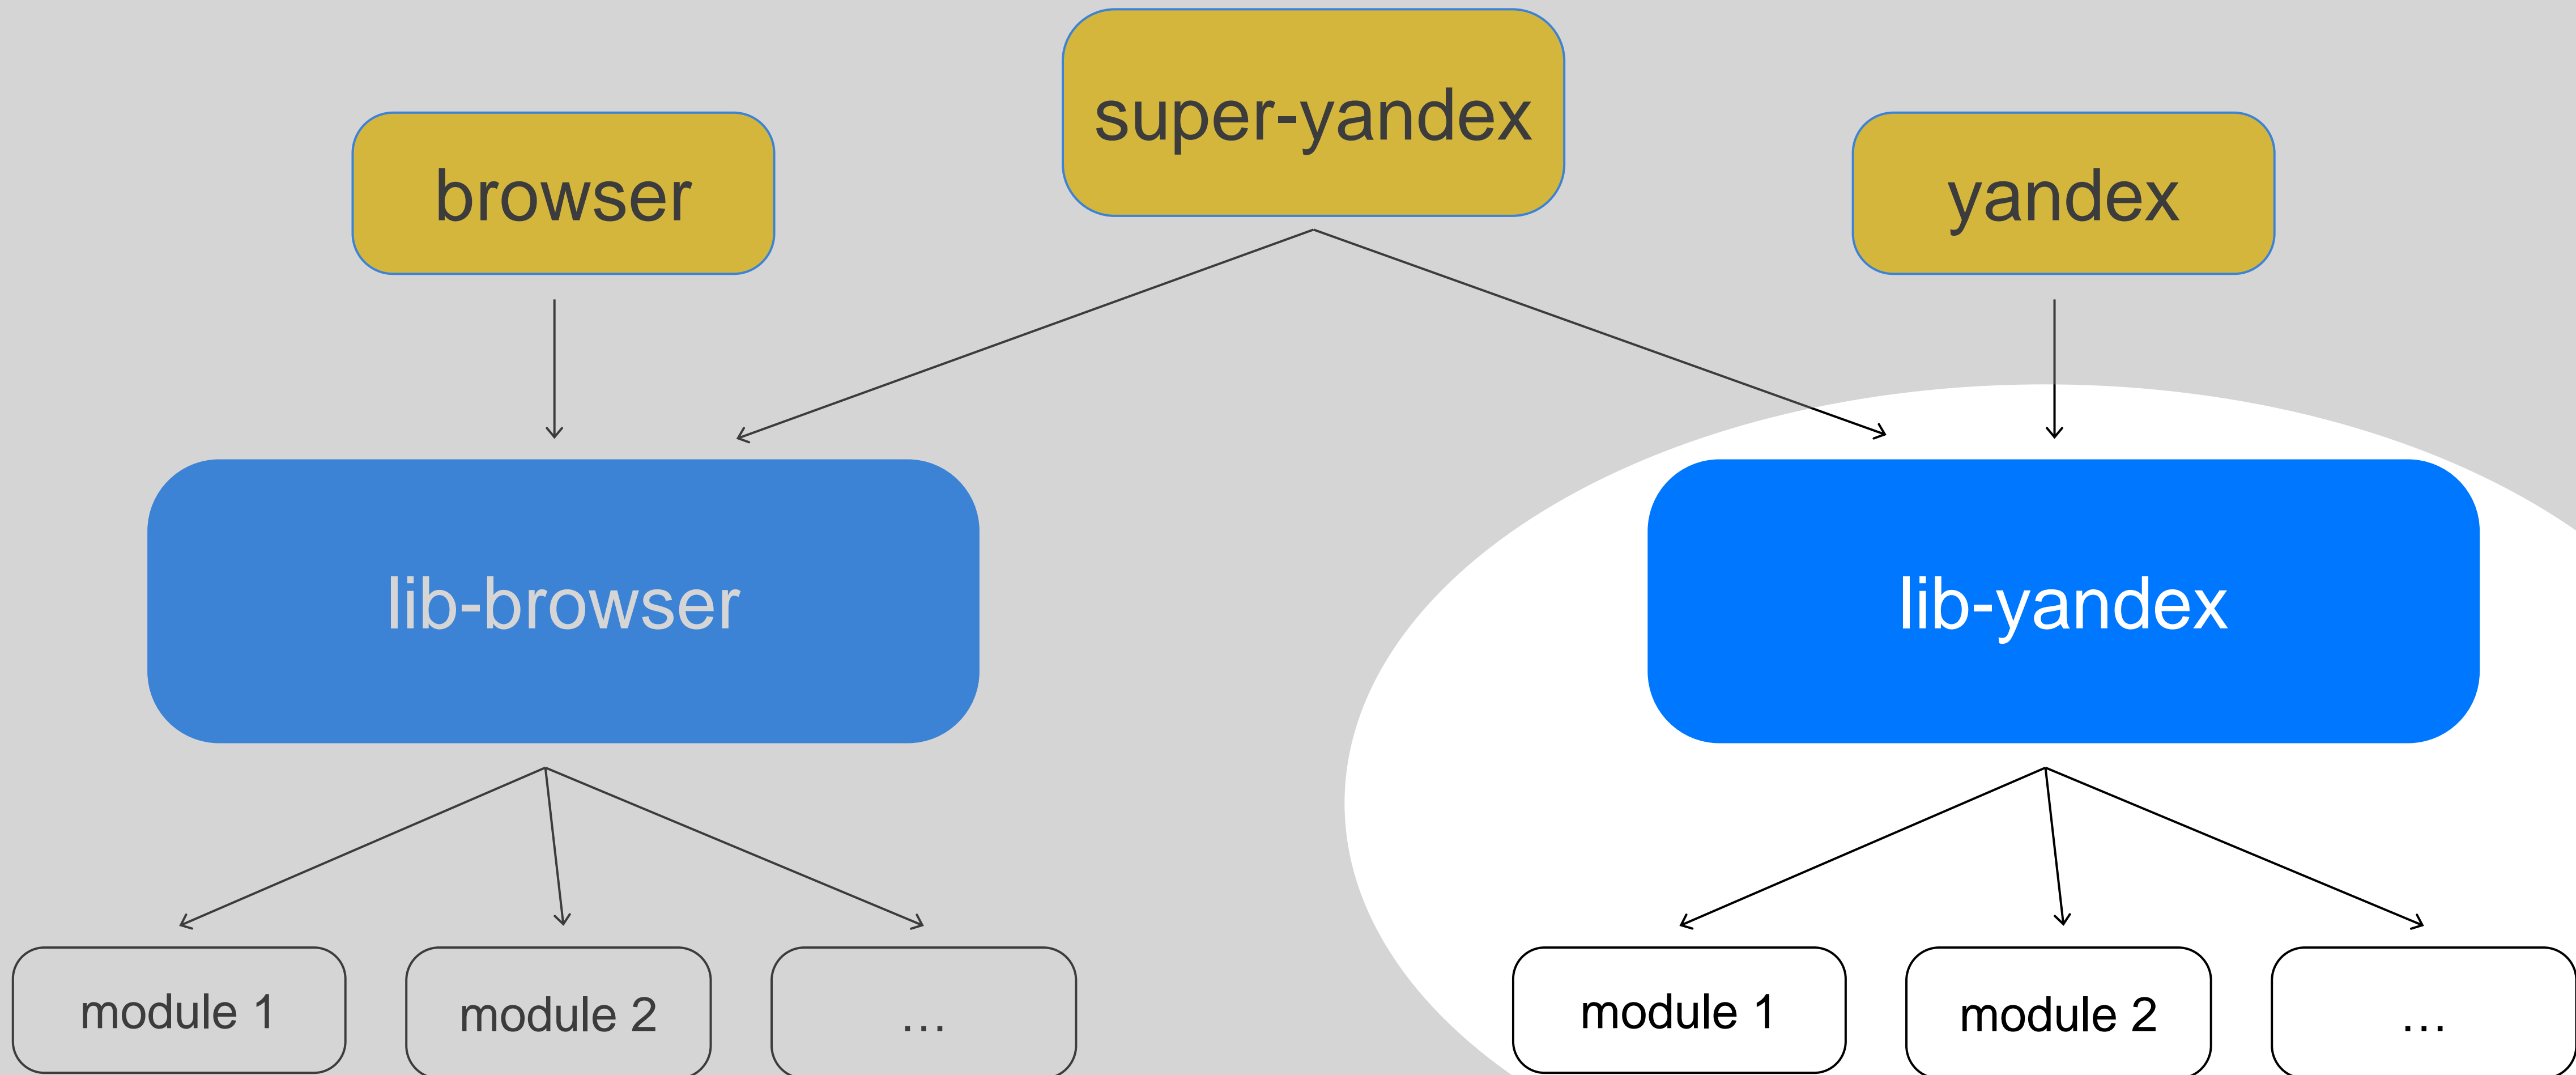 super-yandex
browser
yandex
lib-browser
lib-yandex
module 1
module 2
...
module 1
module 2
...